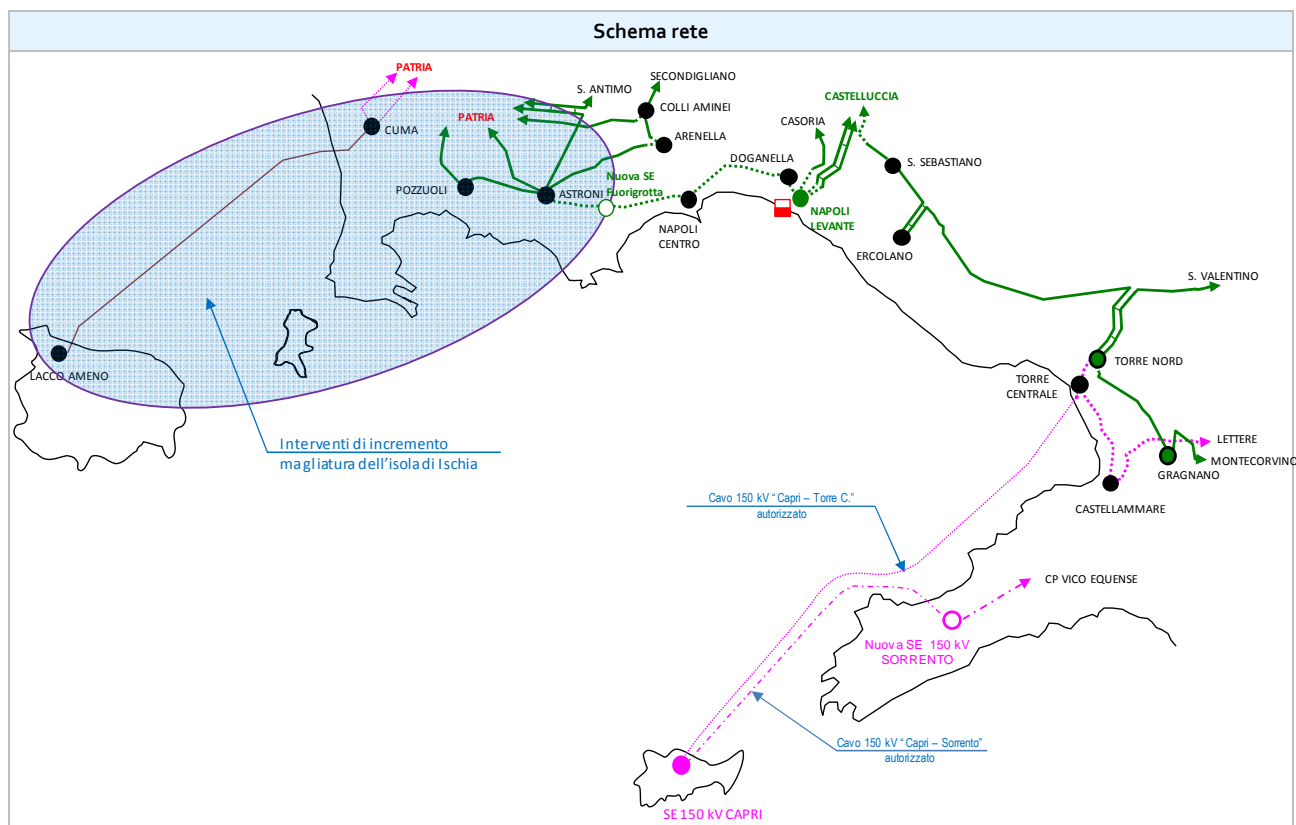 Schema rete
PATRIA
SECONDIGLIANO
S. ANTIMO
CASTELLUCCIA
COLLI AMINEI
PATRIA
CASORIA
CUMA
ARENELLA
DOGANELLA
S. SEBASTIANO
Nuova SE
Fuorigrotta
POZZUOLI
ASTRONI
NAPOLI
LEVANTE
NAPOLI
CENTRO
ERCOLANO
S. VALENTINO
TORRE NORD
LACCO AMENO
TORRE
CENTRALE
LETTERE
Interventi di incremento
magliatura dell'isola di Ischia
MONTECORVINO
GRAGNANO
CASTELLAMMARE
Cavo 150 kV "Capri – Torre C."
autorizzato
CP VICO EQUENSE
Nuova SE 150 kV
SORRENTO
Cavo 150 kV "Capri – Sorrento"
autorizzato
SE 150 kV CAPRI